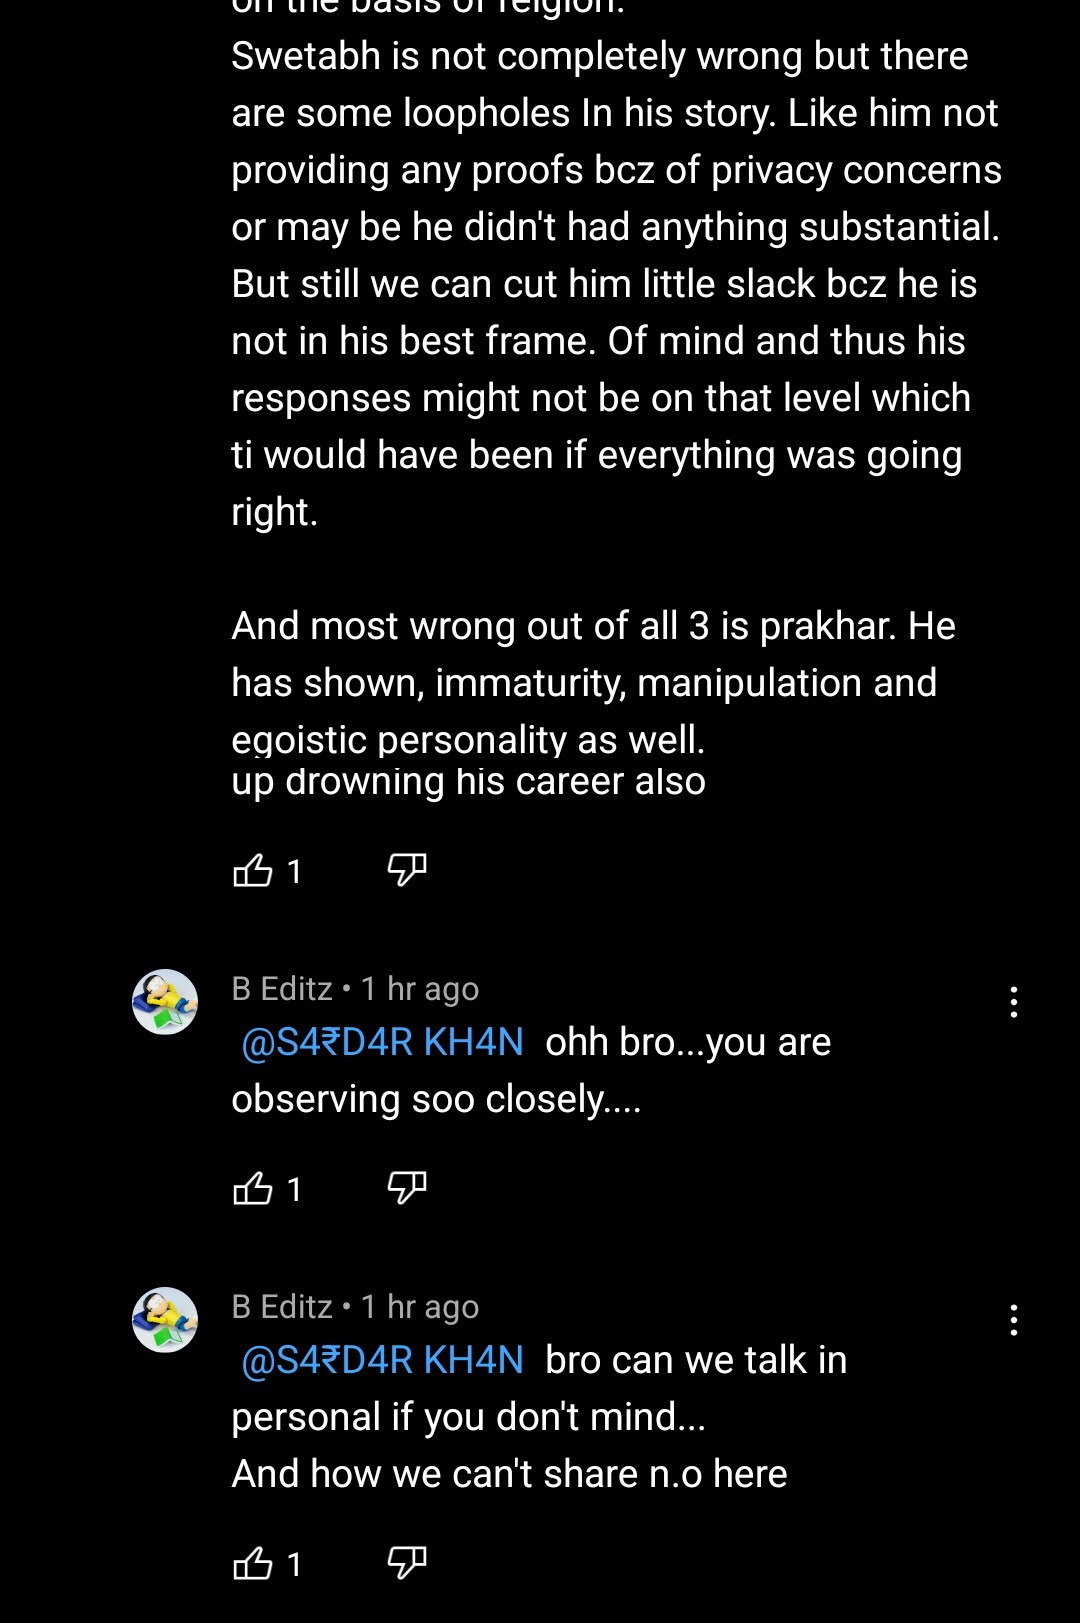 on the basis of relgion.
Swetabh is not completely wrong but there
are some loopholes In his story. Like him not
providing any proofs bcz of privacy concerns
or may be he didn't had anything substantial.
But still we can cut him little slack bcz he is
not in his best frame. Of mind and thus his
responses might not be on that level which
ti would have been if everything was going
right.
And most wrong out of all 3 is prakhar. He
has shown, immaturity, manipulation and
egoistic personality as well.
up drowning his career also
1
B Editz • 1 hr ago
@S4₹D4R KH4N ohh bro...you are
observing soo closely....
1
B Editz • 1 hr ago
@S4₹D4R KH4N bro can we talk in
personal if you don't mind...
And how we can't share n.o here
1